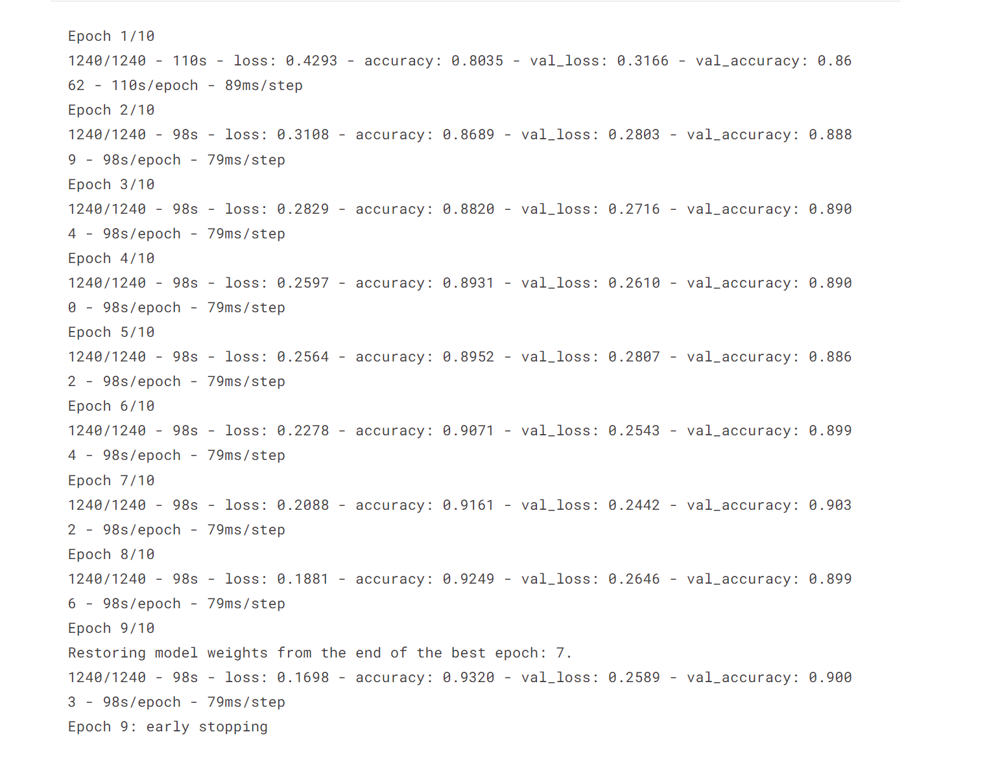 Epoch 1/10
1240/1240 - 110s - loss: 0.4293 - accuracy: 0.8035 - val_loss: 0.3166 - val_accuracy: 0.86
62 - 110s/epoch - 89ms/step
Epoch 2/10
1240/1240 - 98s - loss: 0.3108 - accuracy: 0.8689 - val_loss: 0.2803 - val_accuracy: 0.888
9 - 98s/epoch - 79ms/step
Epoch 3/10
1240/1240 - 98s - loss: 0.2829 - accuracy: 0.8820 - val_loss: 0.2716 - val_accuracy: 0.890
4 - 98s/epoch - 79ms/step
Epoch 4/10
1240/1240 - 98s - loss: 0.2597 - accuracy: 0.8931 - val_loss: 0.2610 - val_accuracy: 0.890
0 - 98s/epoch - 79ms/step
Epoch 5/10
1240/1240 - 98s - loss: 0.2564 - accuracy: 0.8952 - val_loss: 0.2807 - val_accuracy: 0.886
2 - 98s/epoch - 79ms/step
Epoch 6/10
1240/1240 - 98s - loss: 0.2278 - accuracy: 0.9071 - val_loss: 0.2543 - val_accuracy: 0.899
4 - 98s/epoch - 79ms/step
Epoch 7/10
1240/1240 - 98s - loss: 0.2088 - accuracy: 0.9161 - val_loss: 0.2442 - val_accuracy: 0.903
2 - 98s/epoch - 79ms/step
Epoch 8/10
1240/1240 - 98s - loss: 0.1881 - accuracy: 0.9249 - val_loss: 0.2646 - val_accuracy: 0.899
6 - 98s/epoch - 79ms/step
Epoch 9/10
Restoring model weights from the end of the best epoch: 7.
1240/1240 - 98s - loss: 0.1698 - accuracy: 0.9320 - val_loss: 0.2589 - val_accuracy: 0.900
3 - 98s/epoch - 79ms/step
Epoch 9: early stopping